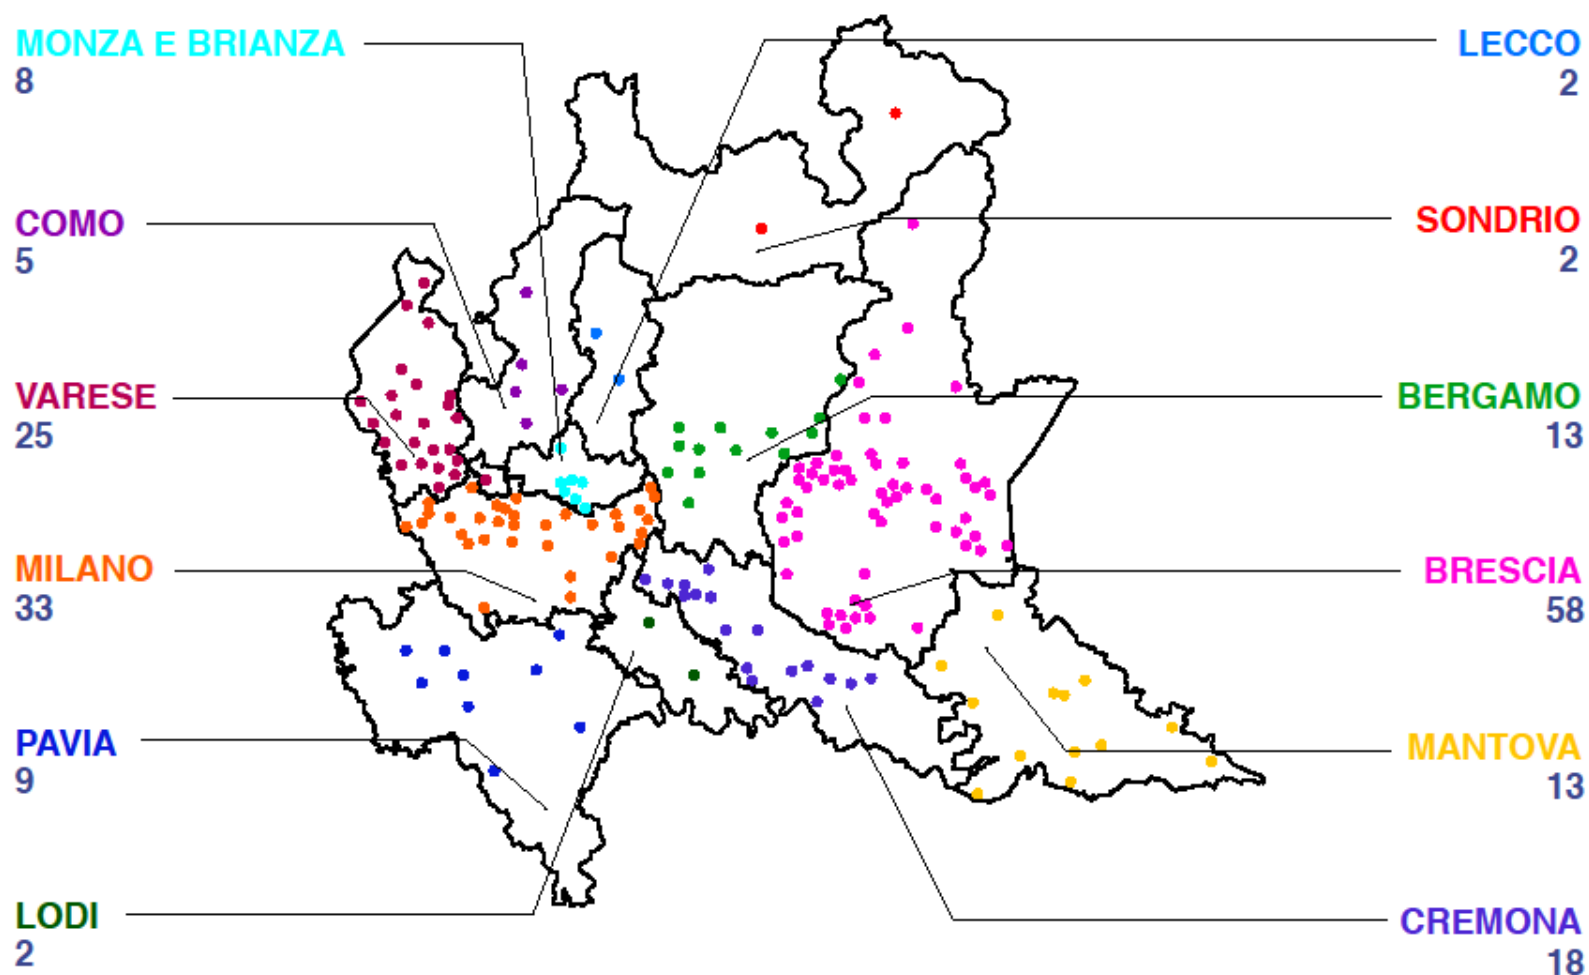 MONZA E BRIANZA
8
LECCO
2
COMO
5
SONDRIO
2
VARESE
25
BERGAMO
13
MILANO
33
BRESCIA
58
PAVIA
9
MANTOVA
13
LODI
2
CREMONA
18